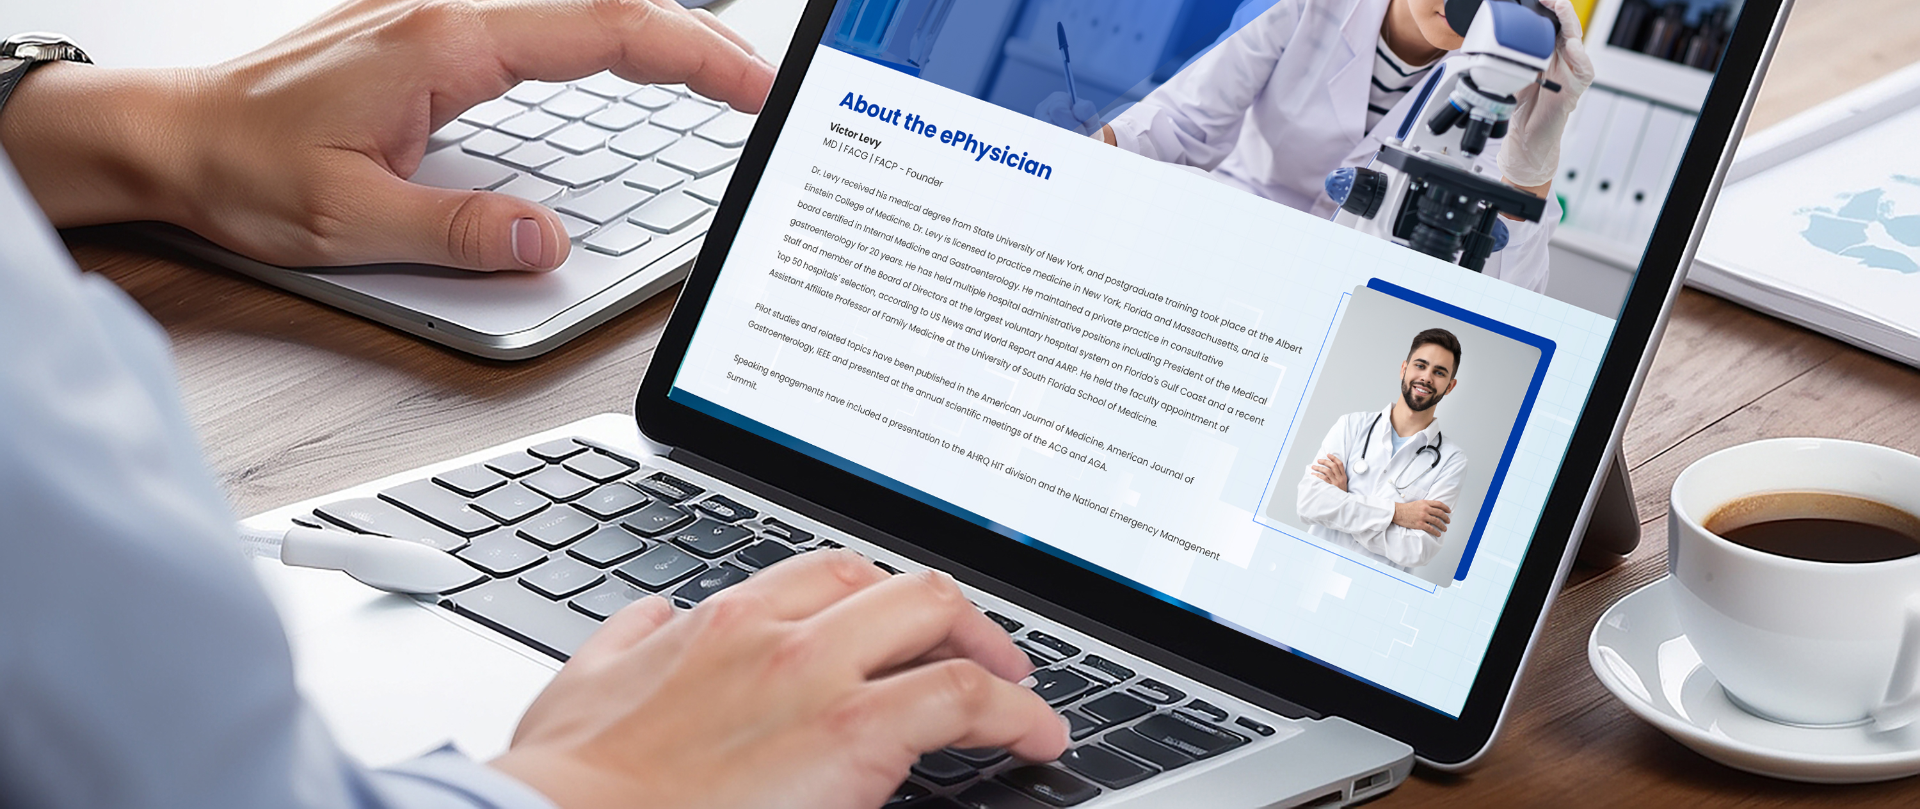 About the ePhysician
Victor Levy
MD | FACG | FACP - Founder
Dr. Levy received his medical degree from State University of New York, and postgraduate training took place at the Albert
Einstein College of Medicine. Dr. Levy is licensed to practice medicine in New York, Florida and Massachusetts, and is
board certified in Internal Medicine and Gastroenterology. He maintained a private practice in consultative
gastroenterology for 20 years. He has held multiple hospital administrative positions including President of the Medical
Staff and member of the Board of Directors at the largest voluntary hospital system on Florida's Gulf Coast and a recent
'top 50 hospitals' selection, according to US News and World Report and AARP. He held the faculty appointment of
Assistant Affiliate Professor of Family Medicine at the University of South Florida School of Medicine.
Pilot studies and related topics have been published in the American Journal of Medicine, American Journal of
Gastroenterology, IEEE and presented at the annual scientific meetings of the ACG and AGA.
Speaking engagements have included a presentation to the AHRQ HIT division and the National Emergency Management
Summit.